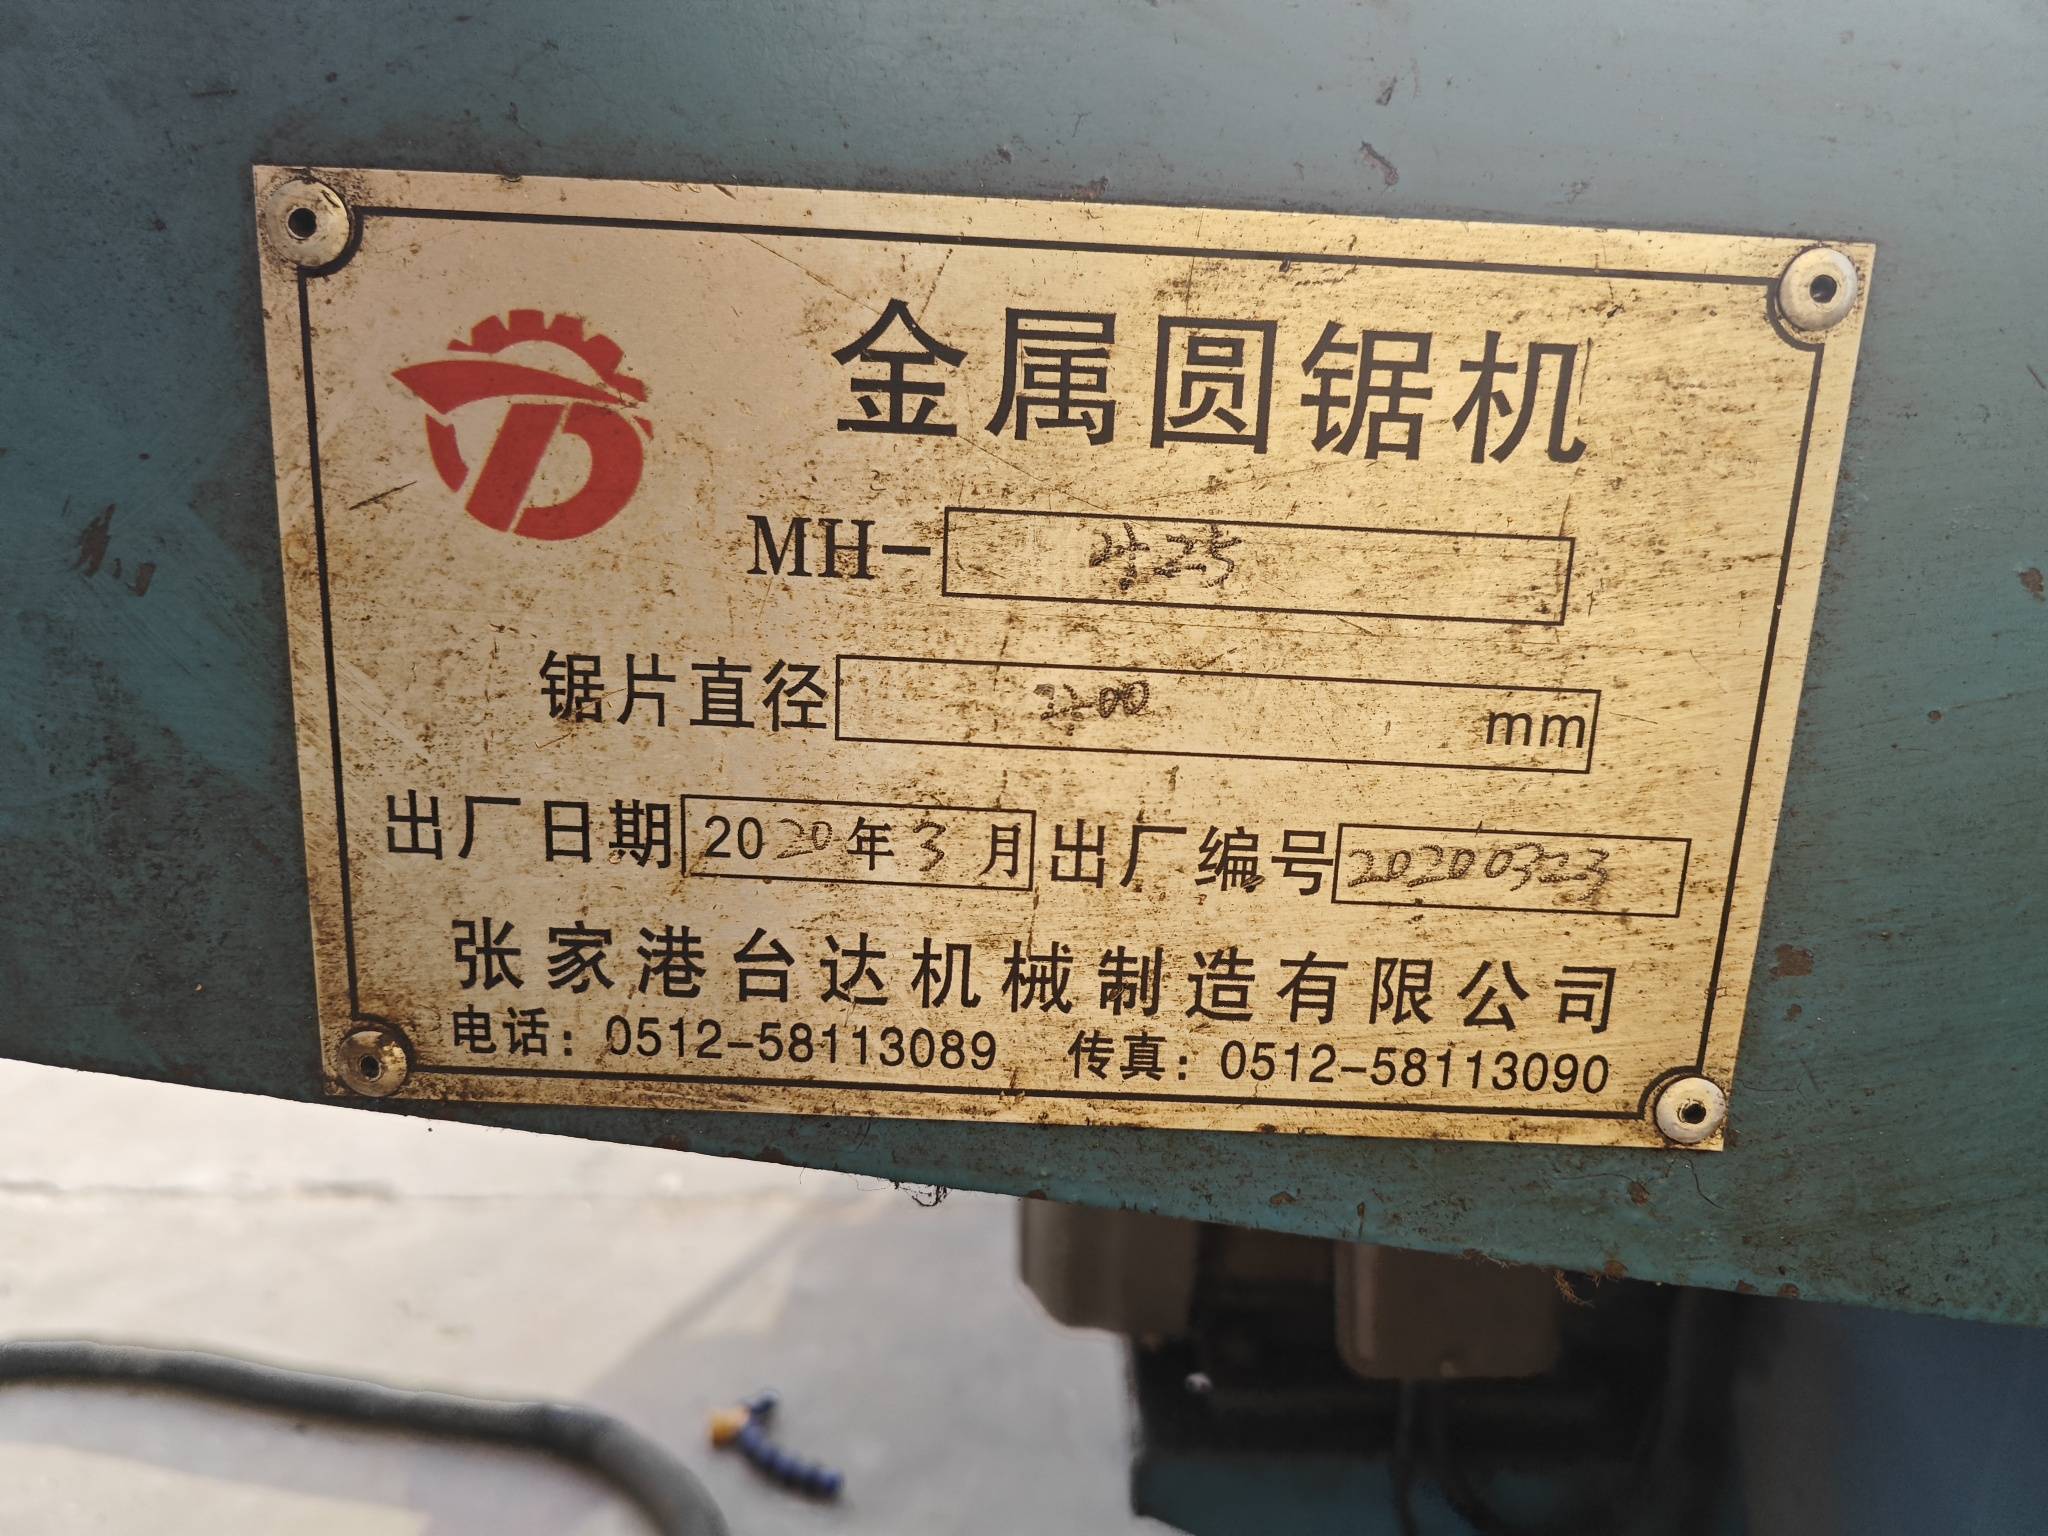 金属圆锯机
MH- 425
锯片直径 mm
出厂日期 2020年3月 出厂编号 20200323
张家港台达机械制造有限公司
电话：0512-58113089 传真：0512-58113090